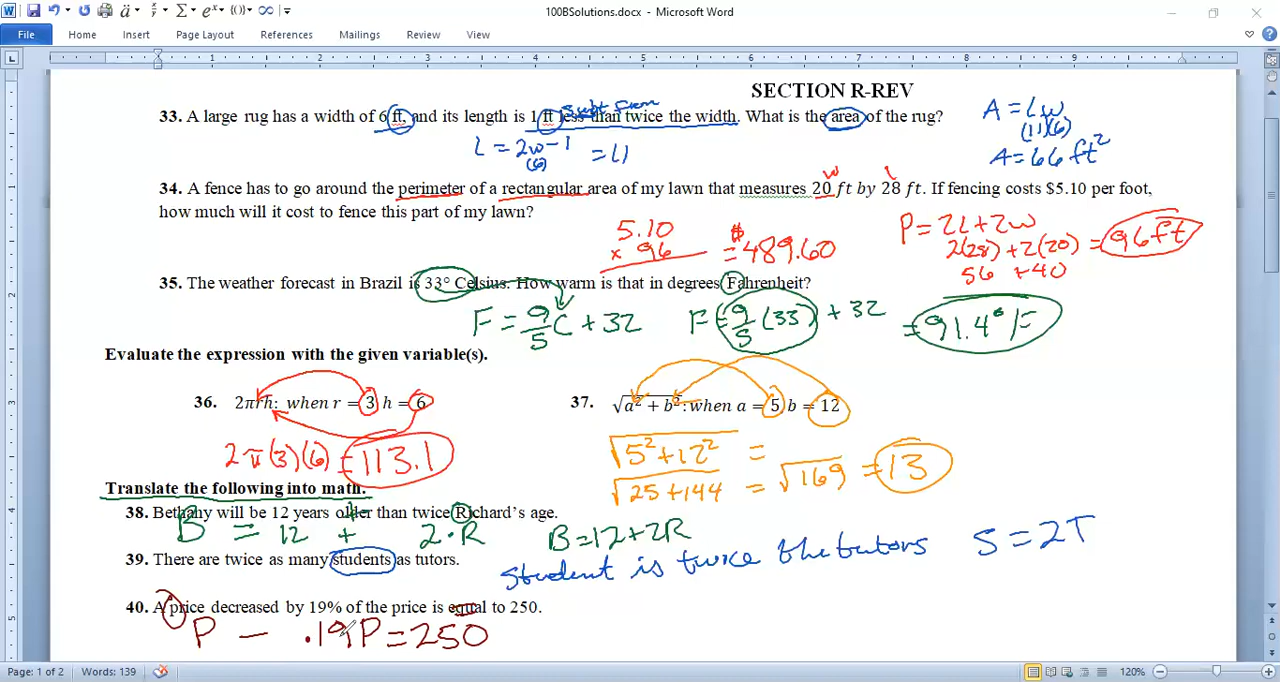 100BSolutions.docx - Microsoft Word
File Home Insert Page Layout References Mailings Review View
SECTION R-REV
33. A large rug has a width of 6 ft. and its length is 1 ft less than twice the width. What is the area of the rug?
subt from
A = LW
(11)(6)
A = 66 ft²
L = 2w - 1 = 11
(6)
34. A fence has to go around the perimeter of a rectangular area of my lawn that measures 20 ft by 28 ft. If fencing costs $5.10 per foot,
w l
how much will it cost to fence this part of my lawn?
5.10
x 96 = $489.60
P = 2L + 2W
2(28) + 2(20) = 96 ft
56 + 40
35. The weather forecast in Brazil is 33° Celsius. How warm is that in degrees Fahrenheit?
F = 9/5 C + 32 F = 9/5 (33) + 32 = 91.4° F
Evaluate the expression with the given variable(s).
36. 2πrh: when r = 3 h = 6
2π(3)(6) = 113.1
37. √a² + b²: when a = 5 b = 12
√5² + 12² =
√25 + 144 = √169 = 13
Translate the following into math.
38. Bethany will be 12 years older than twice Richard's age.
+
B = 12 + 2 · R B = 12 + 2R
39. There are twice as many students as tutors.
student is twice the tutors S = 2T
40. A price decreased by 19% of the price is equal to 250.
P - .19P = 250
Page: 1 of 2 Words: 139 120%